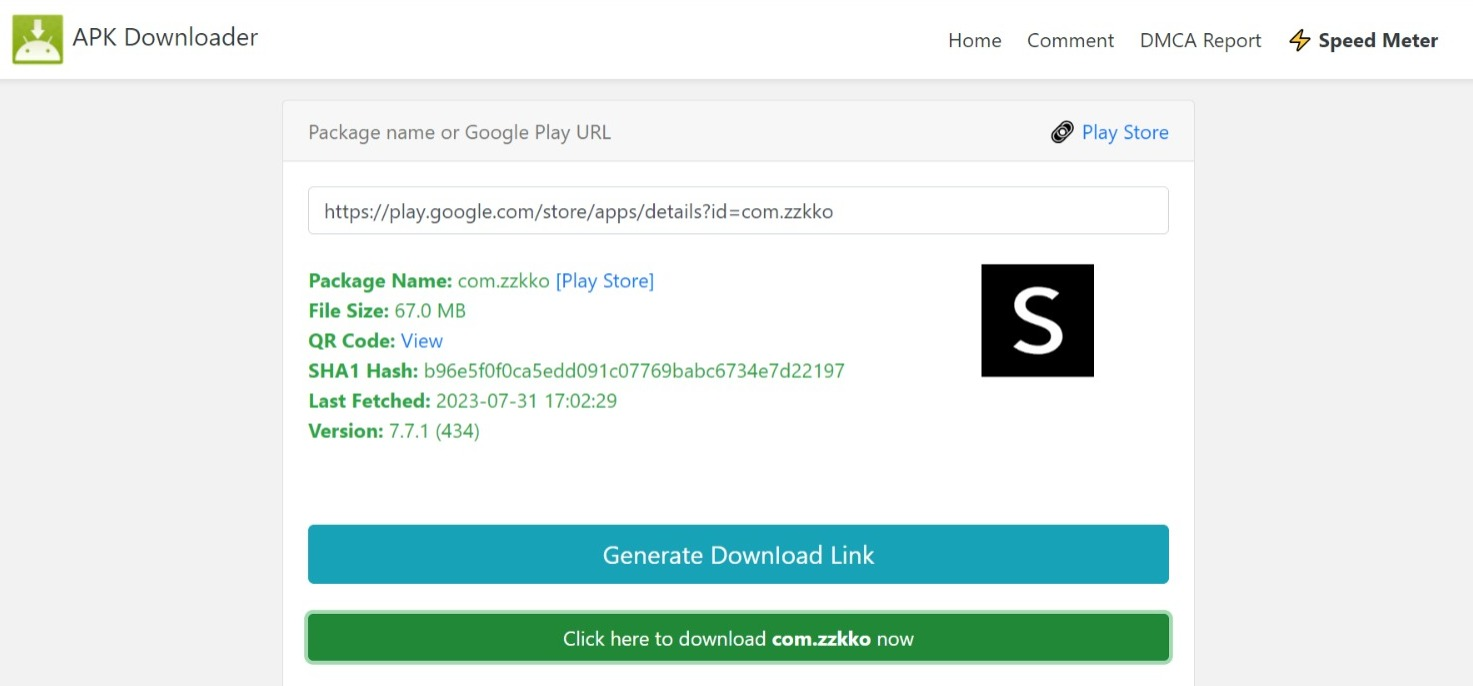 APK Downloader
Home Comment DMCA Report ⚡ Speed Meter
Package name or Google Play URL
Play Store
https://play.google.com/store/apps/details?id=com.zzkko
Package Name: com.zzkko [Play Store]
File Size: 67.0 MB
QR Code: View
SHA1 Hash: b96e5f0f0ca5edd091c07769babc6734e7d22197
Last Fetched: 2023-07-31 17:02:29
Version: 7.7.1 (434)
S
Generate Download Link
Click here to download com.zzkko now